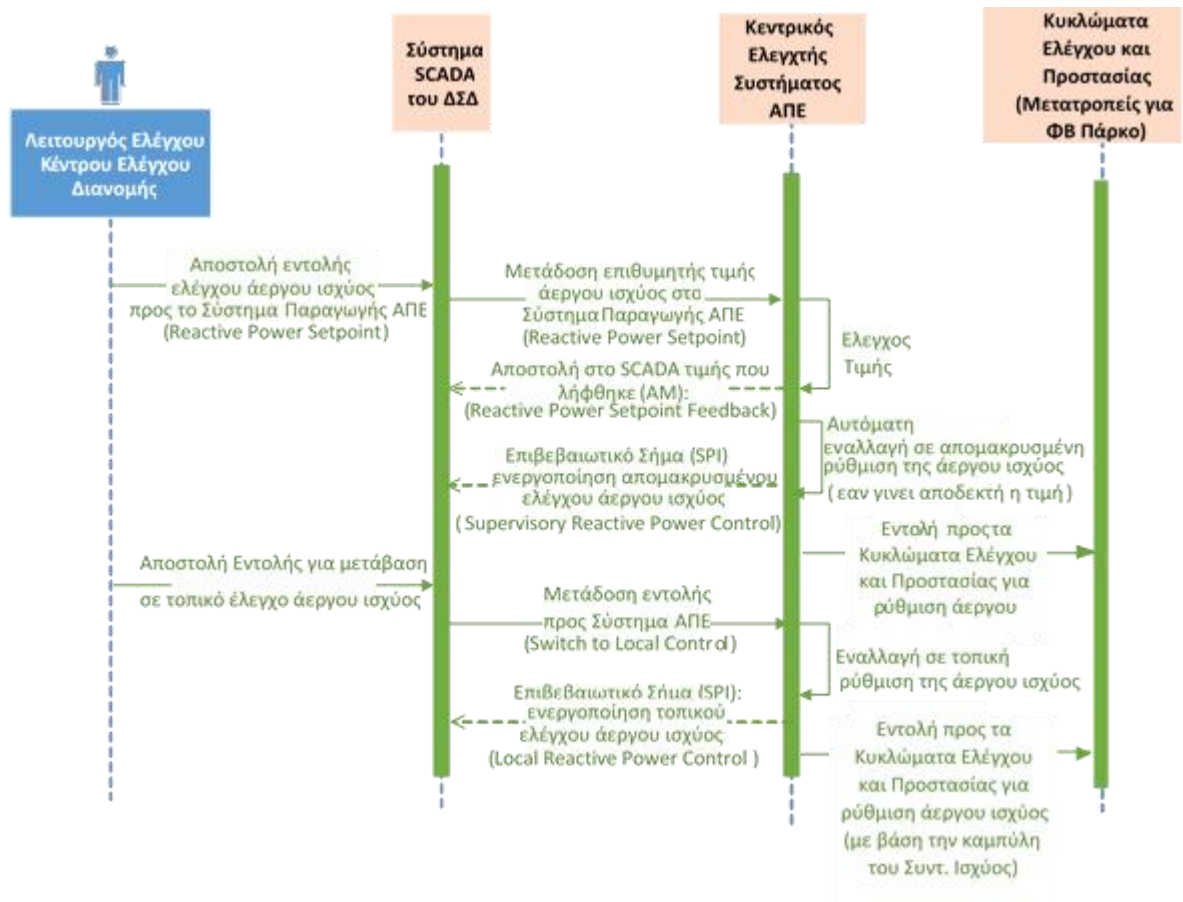 Λειτουργός Ελέγχου
Κέντρου Ελέγχου
Διανομής
Σύστημα
SCADA
του ΔΣΔ
Κεντρικός
Ελεγχτής
Συστήματος
ΑΠΕ
Κυκλώματα
Ελέγχου και
Προστασίας
(Μετατροπείς για
ΦΒ Πάρκο)
Αποστολή εντολής
ελέγχου άεργου ισχύος
προς το Σύστημα Παραγωγής ΑΠΕ
(Reactive Power Setpoint)
Μετάδοση επιθυμητής τιμής
άεργου ισχύος στο
Σύστημα Παραγωγής ΑΠΕ
(Reactive Power Setpoint)
Ελεγχος
Τιμής
Αποστολή στο SCADA τιμής που
λήφθηκε (AM):
(Reactive Power Setpoint Feedback)
Αυτόματη
εναλλαγή σε απομακρυσμένη
ρύθμιση της άεργου ισχύος
( εαν γινει αποδεκτή η τιμή )
Επιβεβαιωτικό Σήμα (SPI)
ενεργοποίηση απομακρυσμένου
ελέγχου άεργου ισχύος
( Supervisory Reactive Power Control)
Εντολή προς τα
Κυκλώματα Ελέγχου
και Προστασίας για
ρύθμιση άεργου
Αποστολή Εντολής για μετάβαση
σε τοπικό έλεγχο άεργου ισχύος
Μετάδοση εντολής
προς Σύστημα ΑΠΕ
(Switch to Local Control)
Εναλλαγή σε τοπική
ρύθμιση της άεργου ισχύος
Επιβεβαιωτικό Σήμα (SPI):
ενεργοποίηση τοπικού
ελέγχου άεργου ισχύος
(Local Reactive Power Control )
Εντολή προς τα
Κυκλώματα Ελέγχου
και Προστασίας για
ρύθμιση άεργου ισχύος
(με βάση την καμπύλη
του Συντ. Ισχύος)